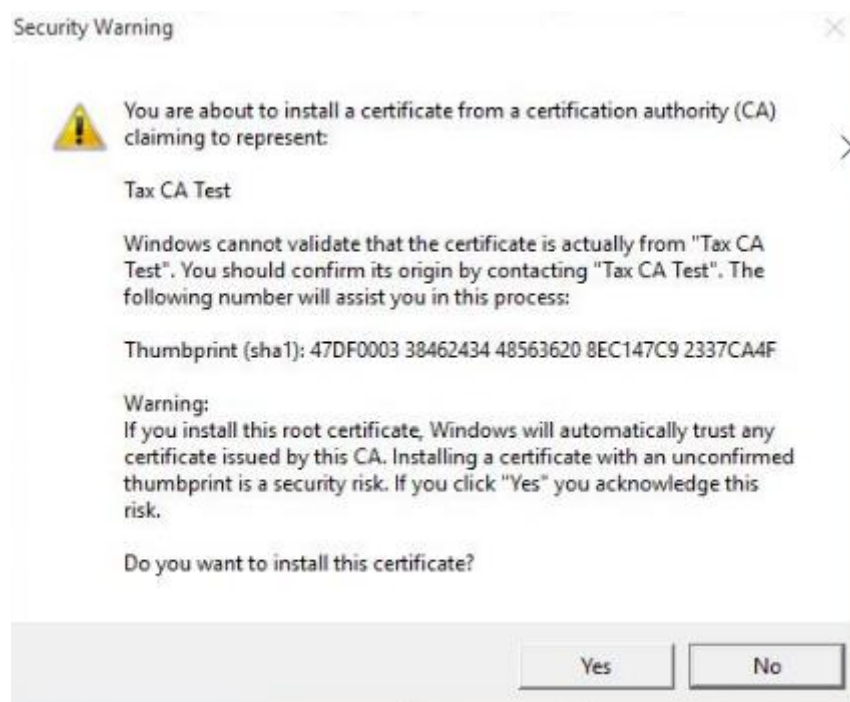 Security Warning
You are about to install a certificate from a certification authority (CA)
claiming to represent:
Tax CA Test
Windows cannot validate that the certificate is actually from "Tax CA
Test". You should confirm its origin by contacting "Tax CA Test". The
following number will assist you in this process:
Thumbprint (sha1): 47DF0003 38462434 48563620 8EC147C9 2337CA4F
Warning:
If you install this root certificate, Windows will automatically trust any
certificate issued by this CA. Installing a certificate with an unconfirmed
thumbprint is a security risk. If you click "Yes" you acknowledge this
risk.
Do you want to install this certificate?
Yes No